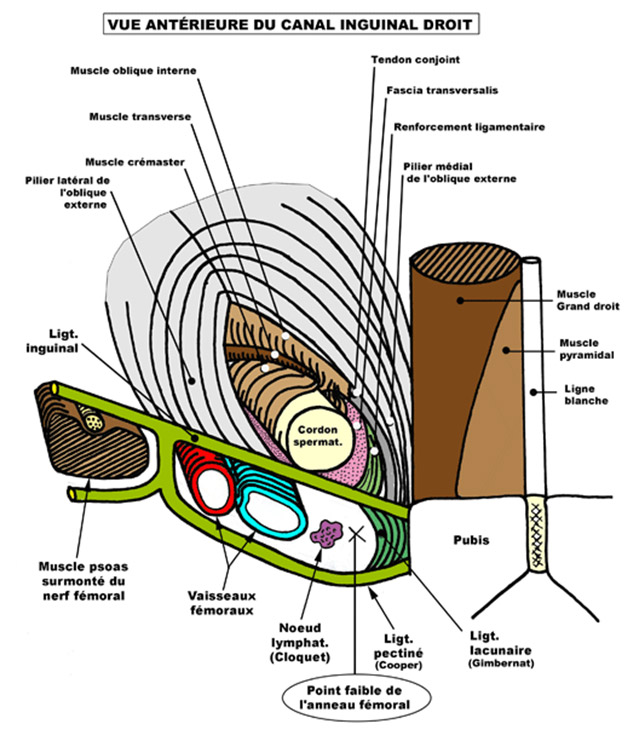 VUE ANTÉRIEURE DU CANAL INGUINAL DROIT
Muscle oblique interne
Muscle transverse
Muscle crémaster
Pilier latéral de
l'oblique
externe
Tendon conjoint
Fascia transversalis
Renforcement ligamentaire
Pilier médial
de l'oblique externe
Ligt.
inguinal
Muscle
Grand droit
Muscle
pyramidal
Ligne
blanche
Cordon
spermat.
Pubis
Muscle psoas
surmonté du
nerf fémoral
Vaisseaux
fémoraux
Noeud
lymphat.
(Cloquet)
Ligt.
pectiné
(Cooper)
Ligt.
lacunaire
(Gimbernat)
Point faible de
l'anneau fémoral